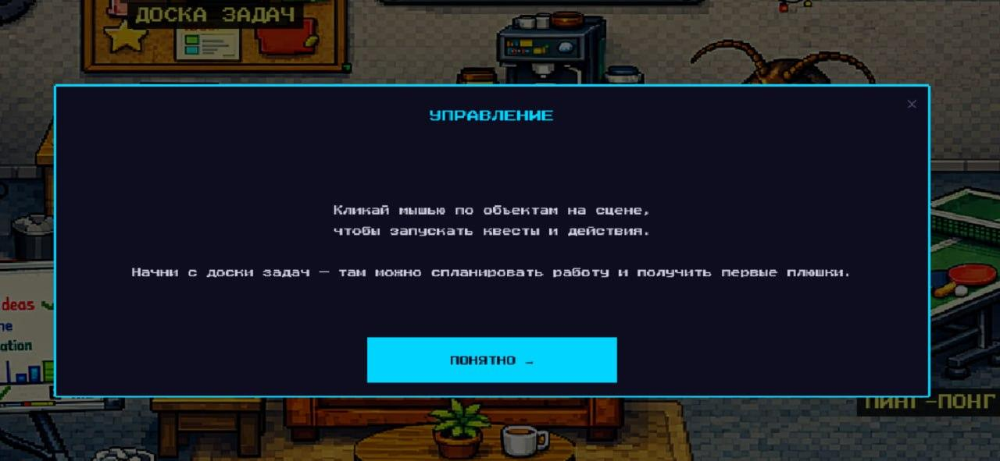 ДОСКА ЗАДАЧ
×
УПРАВЛЕНИЕ
Кликай мышью по объектам на сцене,
чтобы запускать квесты и действия.
Начни с доски задач — там можно спланировать работу и получить первые плюшки.
deas
ation
ПОНЯТНО →
ПИНГ-ПОНГ